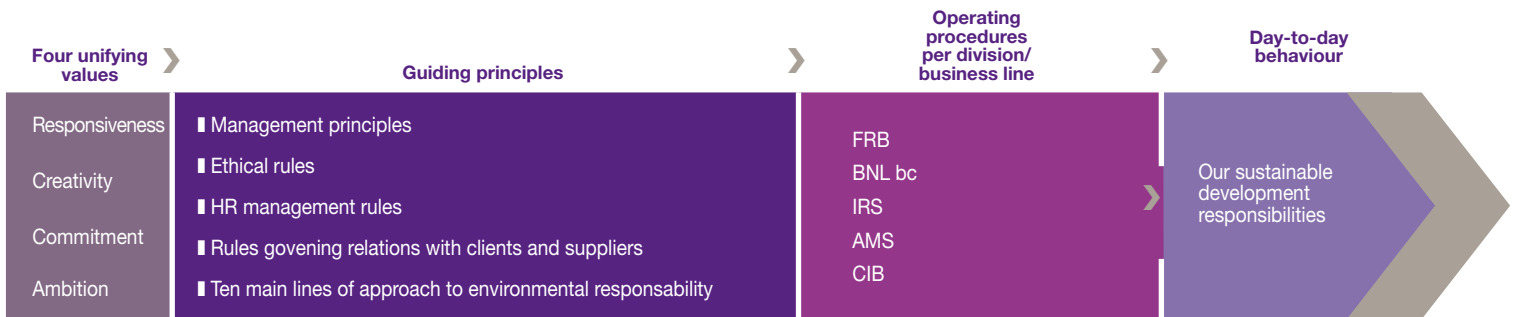 Four unifying
values
Guiding principles
Operating
procedures
per division/
business line
Day-to-day
behaviour
Responsiveness
Creativity
Commitment
Ambition
Management principles
Ethical rules
HR management rules
Rules govening relations with clients and suppliers
Ten main lines of approach to environmental responsability
FRB
BNL bc
IRS
AMS
CIB
Our sustainable
development
responsibilities